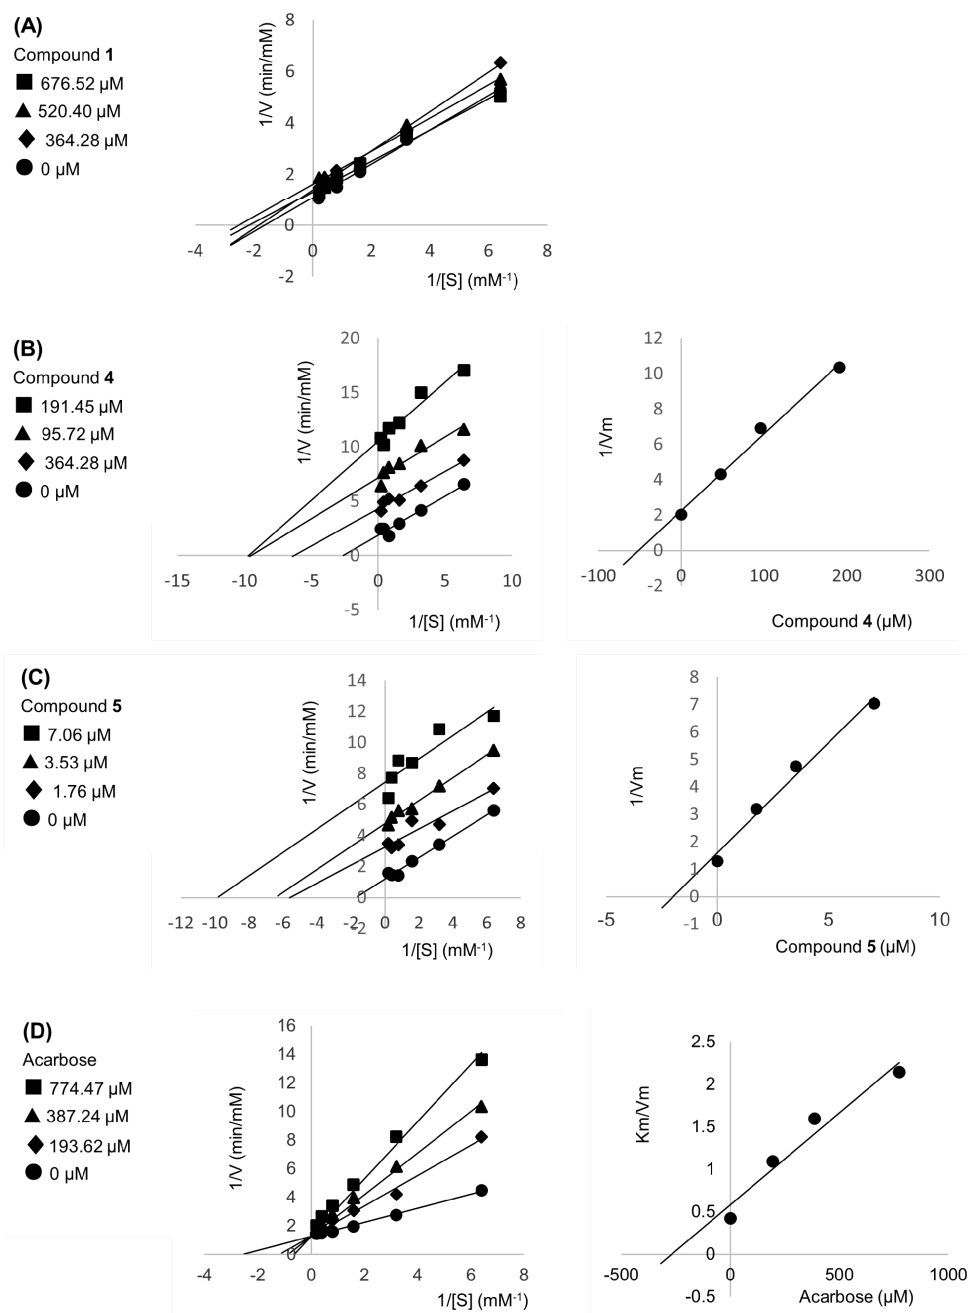 (A)
Compound 1
676.52 µM
520.40 µM
364.28 µM
0 µM
1/V (min/mM)
8
6
4
2
0
-2
-4
-2
0
2
4
6
8
1/[S] (mM-1)
(B)
Compound 4
191.45 µM
95.72 µM
364.28 µM
0 µM
1/V (min/mM)
20
15
10
5
0
-5
-15
-10
-5
0
5
10
1/[S] (mM-1)
1/Vm
12
10
8
6
4
2
0
-2
-100
0
100
200
300
Compound 4 (µM)
(C)
Compound 5
7.06 µM
3.53 µM
1.76 µM
0 µM
1/V (min/mM)
14
12
10
8
6
4
2
0
-2
-12
-10
-8
-6
-4
-2
0
2
4
6
8
1/[S] (mM-1)
1/Vm
8
7
6
5
4
3
2
1
0
-1
-5
0
5
10
Compound 5 (µM)
(D)
Acarbose
774.47 µM
387.24 µM
193.62 µM
0 µM
1/V (min/mM)
16
14
12
10
8
6
4
2
0
-4
-2
0
2
4
6
8
1/[S] (mM-1)
Km/Vm
2.5
2
1.5
1
0.5
0
-0.5
-500
0
500
1000
Acarbose (µM)